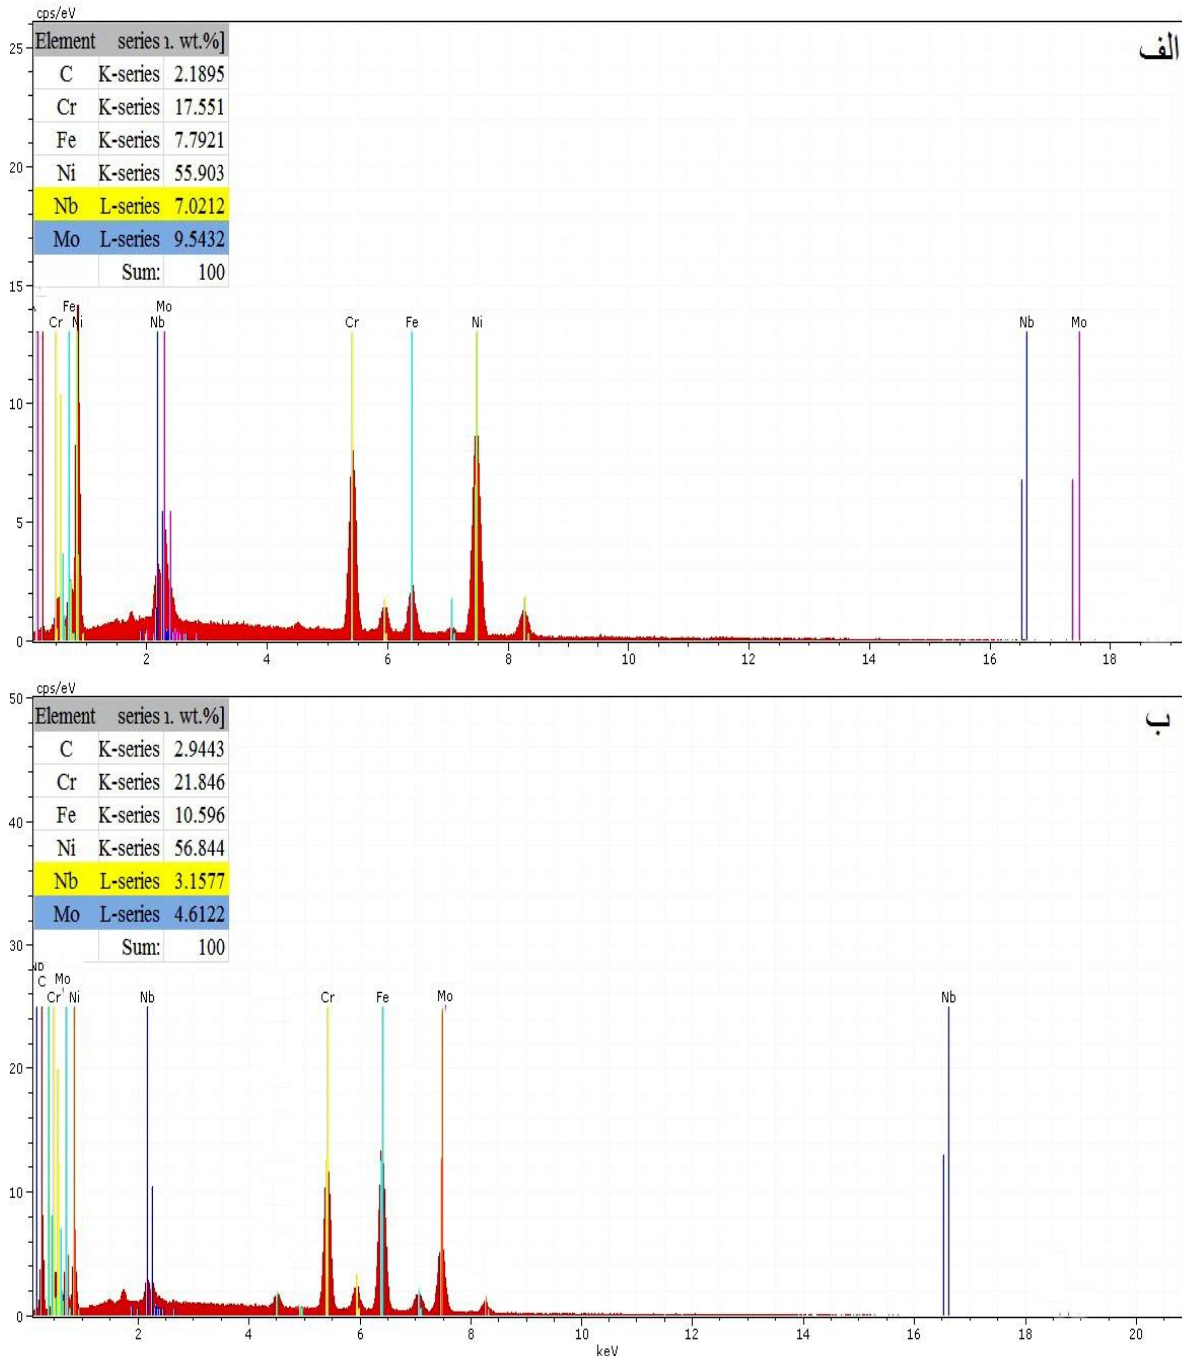 cps/eV
الف
Element series ı. wt.%]
C K-series 2.1895
Cr K-series 17.551
Fe K-series 7.7921
Ni K-series 55.903
Nb L-series 7.0212
Mo L-series 9.5432
Sum: 100
25
20
15
10
5
0
Fe Mo
Cr Ni Nb Cr Fe Ni Nb Mo
2 4 6 8 10 12 14 16 18
cps/eV
ب
Element series ı. wt.%]
C K-series 2.9443
Cr K-series 21.846
Fe K-series 10.596
Ni K-series 56.844
Nb L-series 3.1577
Mo L-series 4.6122
Sum: 100
50
40
30
20
10
0
C Mo
Cr Ni Nb Cr Fe Mo Nb
2 4 6 8 10 12 14 16 18 20
keV